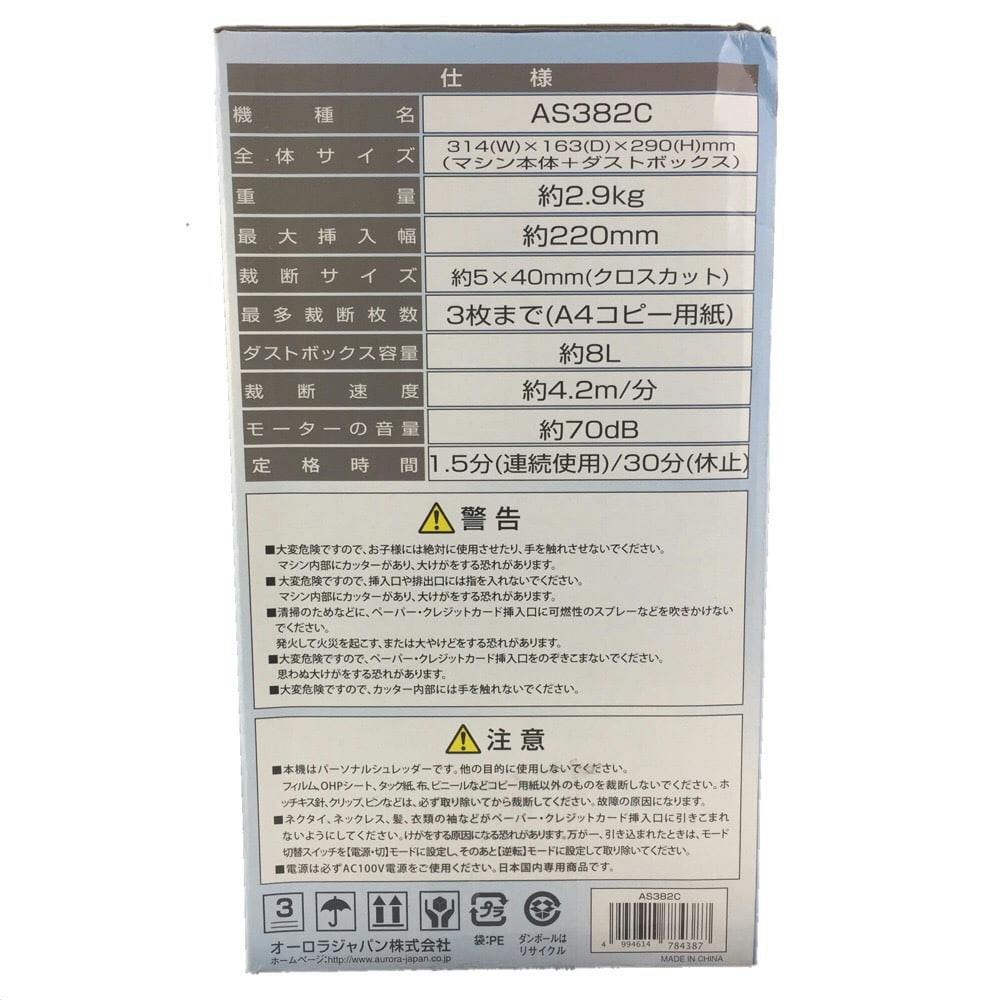 仕様
機種名 AS382C
全体サイズ 314(W)×163(D)×290(H)mm
(マシン本体＋ダストボックス)
重量 約2.9kg
最大挿入幅 約220mm
裁断サイズ 約5×40mm(クロスカット)
最多裁断枚数 3枚まで(A4コピー用紙)
ダストボックス容量 約8L
裁断速度 約4.2m/分
モーターの音量 約70dB
定格時間 1.5分(連続使用)/30分(休止)
警告
■大変危険ですので、お子様には絶対に使用させたり、手を触れさせないでください。
マシン内部にカッターがあり、大けがをする恐れがあります。
■大変危険ですので、挿入口や排出口には指を入れないでください。
マシン内部にカッターがあり、大けがをする恐れがあります。
■清掃のためなどに、ペーパー・クレジットカード挿入口に可燃性のスプレーなどを吹きかけない
でください。
発火して火災を起こす、または大やけどをする恐れがあります。
■大変危険ですので、ペーパー・クレジットカード挿入口をのぞきこまないでください。
思わぬ大けがをする恐れがあります。
■大変危険ですので、カッター内部には手を触れないでください。
注意
■本機はパーソナルシュレッダーです。他の目的に使用しないでください。
フィルム、OHPシート、タック紙、布、ビニールなどコピー用紙以外のものを裁断しないでください。ホ
ッチキス針、クリップ、ピンなどは、必ず取り除いてから裁断してください。故障の原因になります。
■ネクタイ、ネックレス、髪、衣類の袖などがペーパー・クレジットカード挿入口に引きこまれ
ないようにしてください。けがをする原因になる恐れがあります。万が一、引き込まれたときは、モード
切替スイッチを【電源・切】モードに設定し、そのあと【逆転】モードに設定して取り除いてください。
■電源は必ずAC100V電源をご使用ください。日本国内専用商品です。
3
プラ
袋:PE
ダンボールは
リサイクル
AS382C
4 994614 784387
MADE IN CHINA
オーロラジャパン株式会社
ホームページ:http://www.aurora-japan.co.jp